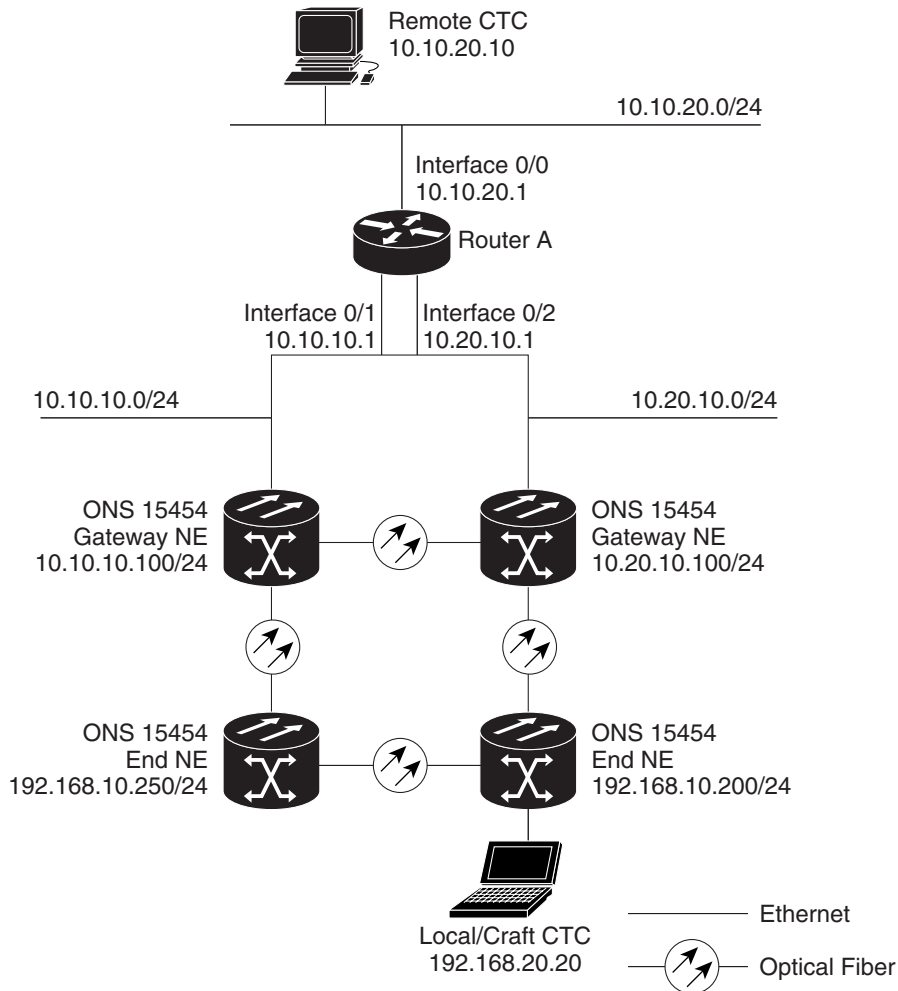 Remote CTC
10.10.20.10
10.10.20.0/24
Interface 0/0
10.10.20.1
Router A
Interface 0/1
10.10.10.1
Interface 0/2
10.20.10.1
10.10.10.0/24
10.20.10.0/24
ONS 15454
Gateway NE
10.10.10.100/24
ONS 15454
Gateway NE
10.20.10.100/24
ONS 15454
End NE
192.168.10.250/24
ONS 15454
End NE
192.168.10.200/24
Local/Craft CTC
192.168.20.20
Ethernet
Optical Fiber